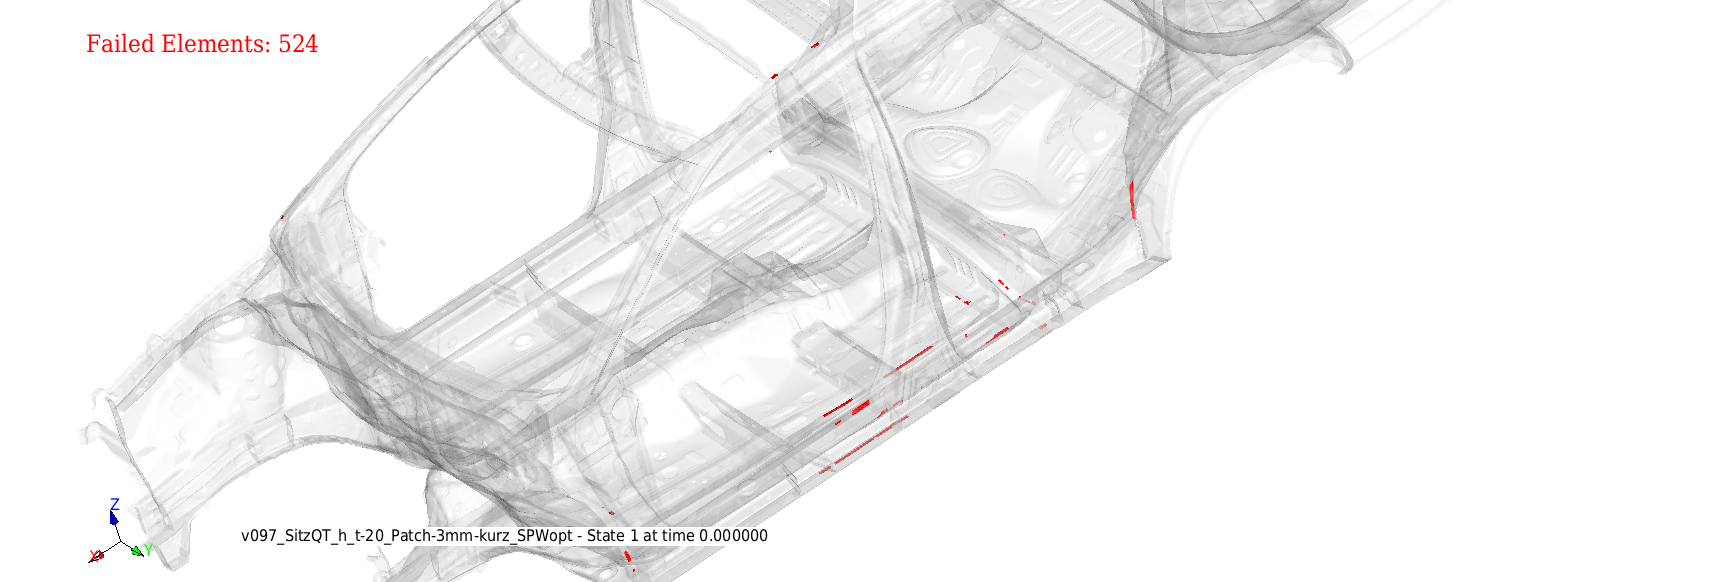 Failed Elements: 524
Z
v097_SitzQT_h_t-20_Patch-3mm-kurz_SPWopt - State 1 at time 0.000000
X
Y